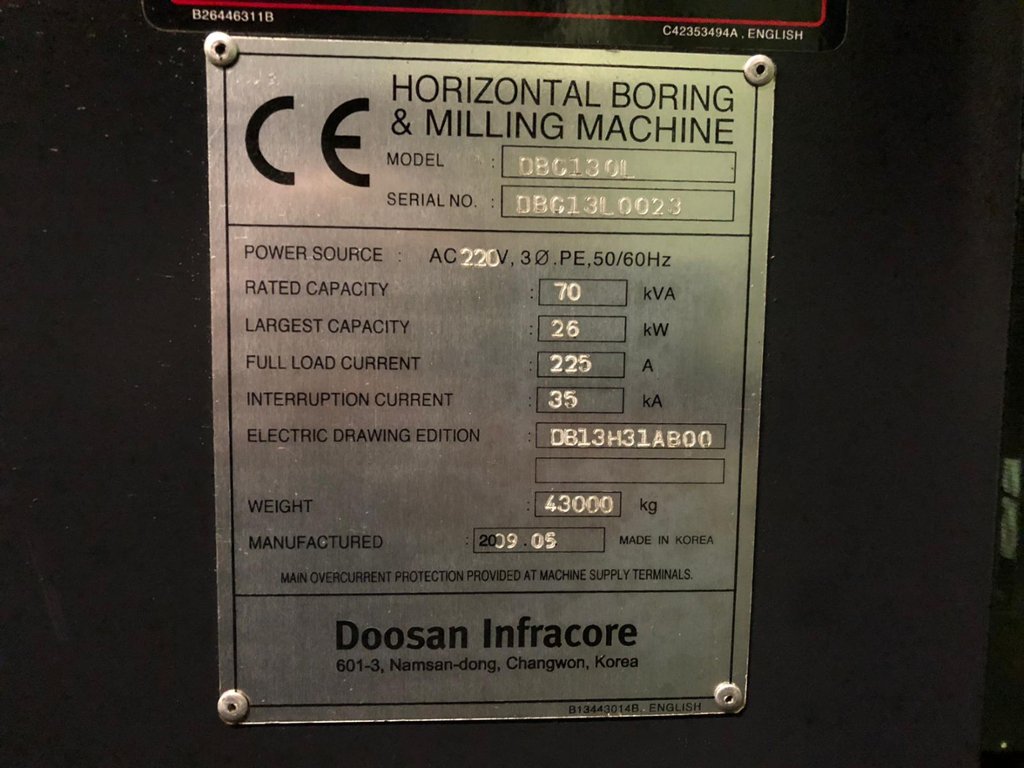 B26446311B
C42353494A, ENGLISH
CE
HORIZONTAL BORING
& MILLING MACHINE
MODEL : DBC130L
SERIAL NO. : DBC13L0023
POWER SOURCE : AC 220V, 3Ø.PE,50/60Hz
RATED CAPACITY : 70 kVA
LARGEST CAPACITY : 26 kW
FULL LOAD CURRENT : 225 A
INTERRUPTION CURRENT : 35 kA
ELECTRIC DRAWING EDITION : DB13H31AB00
WEIGHT : 43000 kg
MANUFACTURED : 2009.05 MADE IN KOREA
MAIN OVERCURRENT PROTECTION PROVIDED AT MACHINE SUPPLY TERMINALS.
Doosan Infracore
601-3, Namsan-dong, Changwon, Korea
B13443014B, ENGLISH